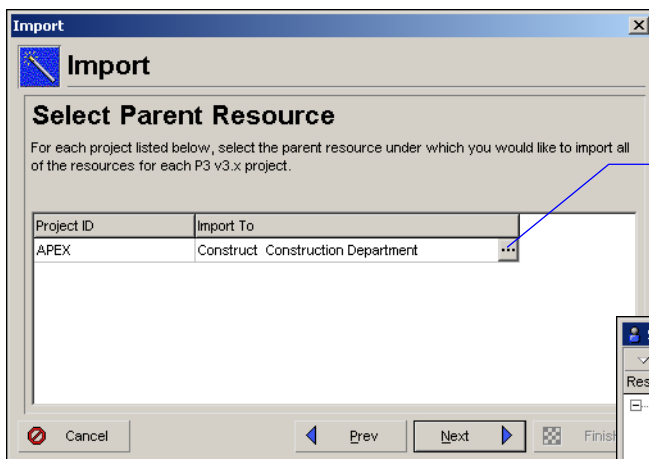 Import
Import
Select Parent Resource
For each project listed below, select the parent resource under which you would like to import all
of the resources for each P3 v3.x project.
Project ID Import To
APEX Construct Construction Department ...
Cancel Prev Next Finish
Res